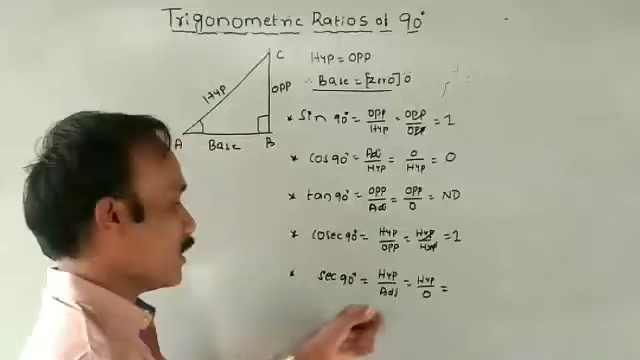 Trigonometric Ratios of 90°
C
Hyp = OPP
∴ Base = [zero] 0
Hyp
OPP
A
Base
B
* Sin 90° = OPP/Hyp = OPP/OPP = 1
* Cos 90° = Adj/Hyp = 0/Hyp = 0
* tan 90° = OPP/Adj = OPP/0 = ND
* Cosec 90° = Hyp/OPP = Hyp/Hyp = 1
* Sec 90° = Hyp/Adj = Hyp/0 =